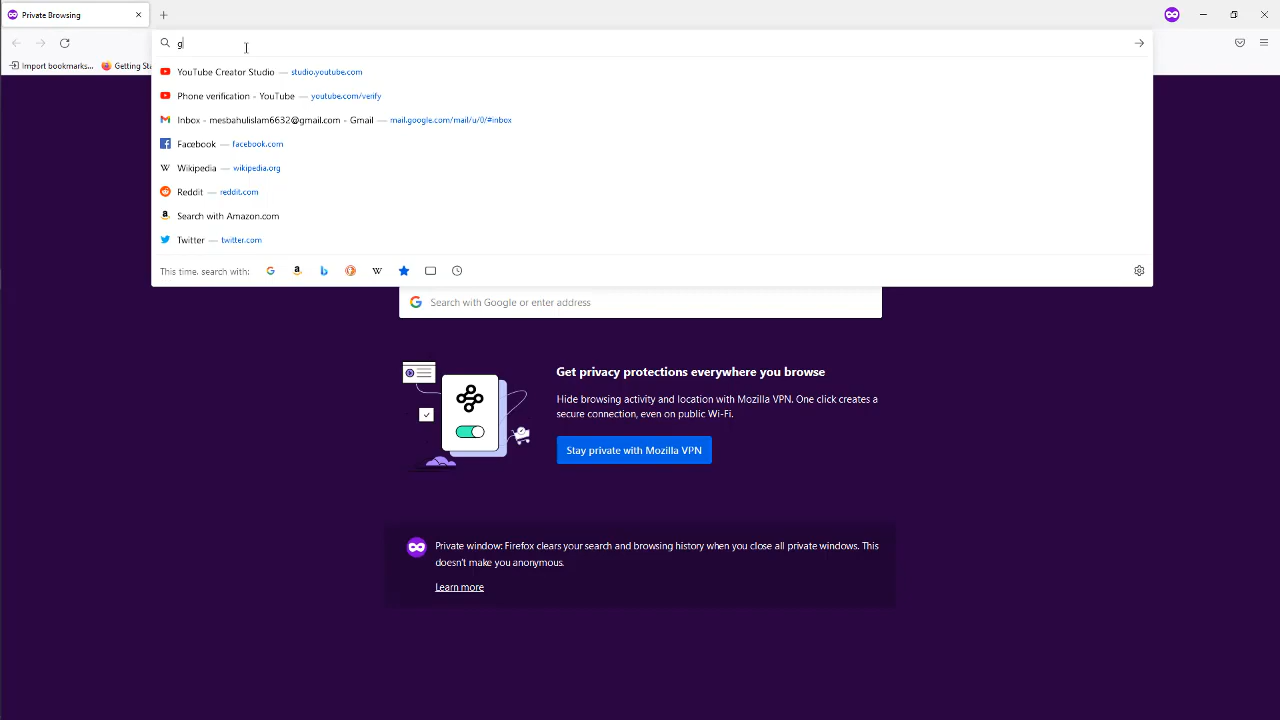 Private Browsing
g
Import bookmarks...
Getting Sta
YouTube Creator Studio — studio.youtube.com
Phone verification - YouTube — youtube.com/verify
Inbox - mesbahulislam6632@gmail.com - Gmail — mail.google.com/mail/u/0/#inbox
Facebook — facebook.com
Wikipedia — wikipedia.org
Reddit — reddit.com
Search with Amazon.com
Twitter — twitter.com
This time, search with:
Search with Google or enter address
Get privacy protections everywhere you browse
Hide browsing activity and location with Mozilla VPN. One click creates a
secure connection, even on public Wi-Fi.
Stay private with Mozilla VPN
Private window: Firefox clears your search and browsing history when you close all private windows. This
doesn't make you anonymous.
Learn more